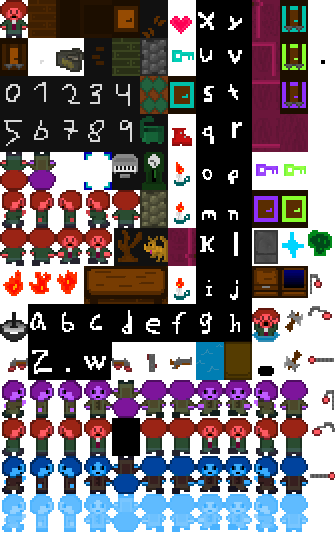 x y
u v
0 1 2 3 4 s t
5 6 7 8 9 q r
o p
m n
k l
i j
a b c d e f g h
z . w